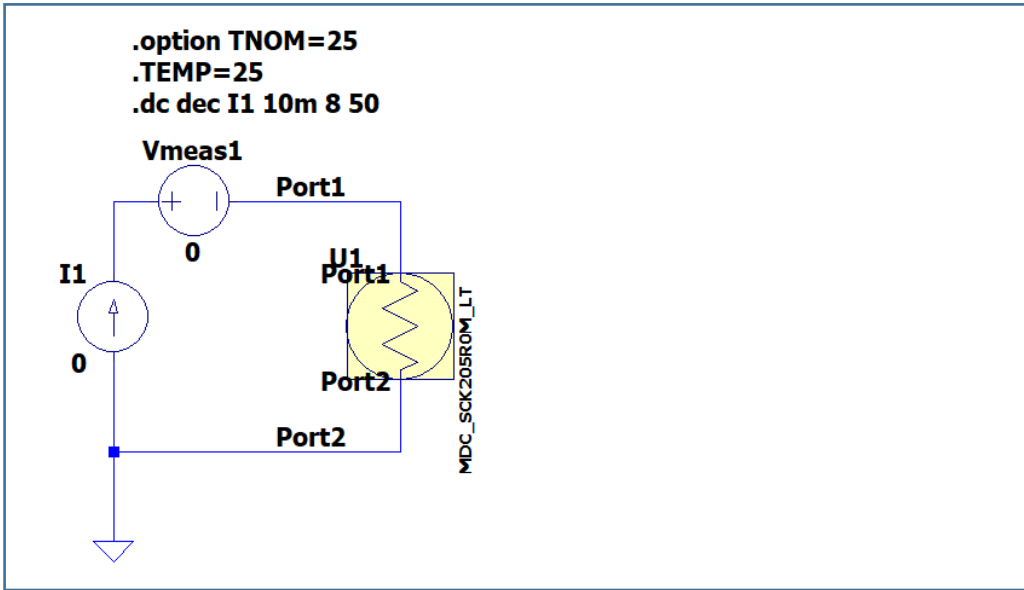 .option TNOM=25
.TEMP=25
.dc dec I1 10m 8 50
Vmeas1
Port1
0
U1
Port1
I1
0
Port2
Port2
MDC_SCK205R0M_LT